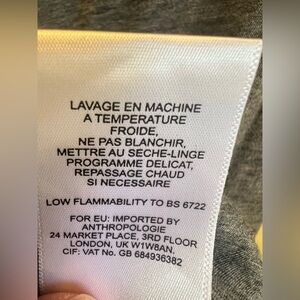 LAVAGE EN MACHINE
A TEMPERATURE
FROIDE,
NE PAS BLANCHIR,
METTRE AU SECHE-LINGE
PROGRAMME DELICAT,
REPASSAGE CHAUD
SI NECESSAIRE
LOW FLAMMABILITY TO BS 6722
FOR EU: IMPORTED BY
ANTHROPOLOGIE
24 MARKET PLACE, 3RD FLOOR
LONDON, UK W1W8AN.
CIF: VAT No. GB 684936382